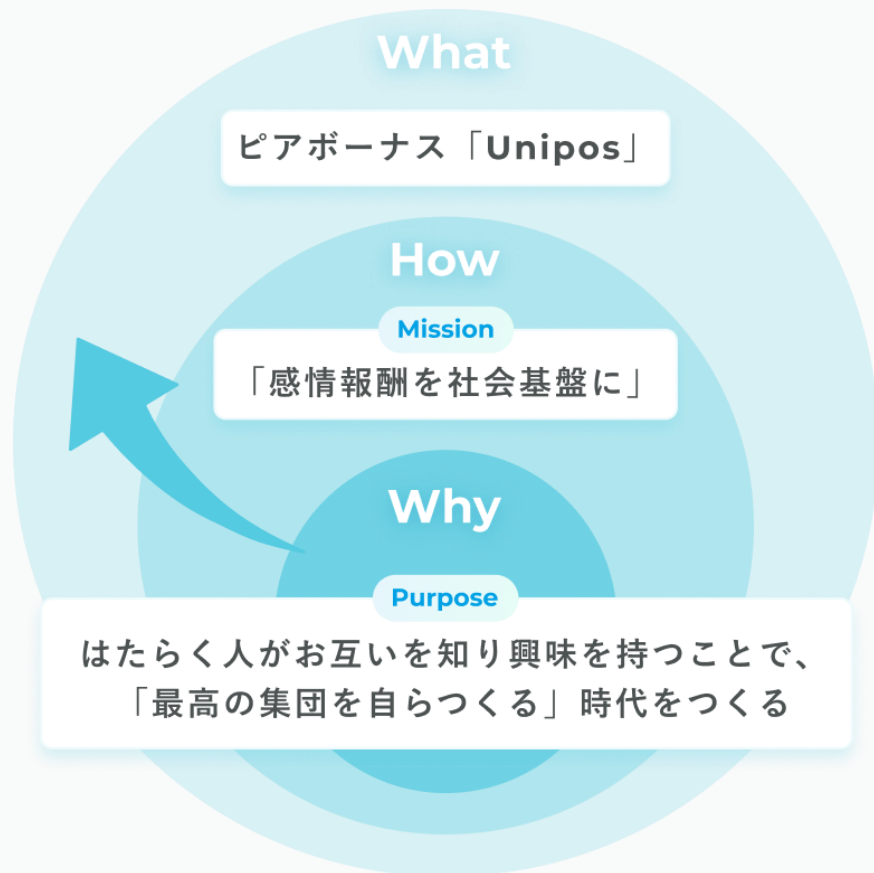 What
ピアボーナス「Unipos」
How
Mission
「感情報酬を社会基盤に」
Why
Purpose
はたらく人がお互いを知り興味を持つことで、
「最高の集団を自らつくる」時代をつくる